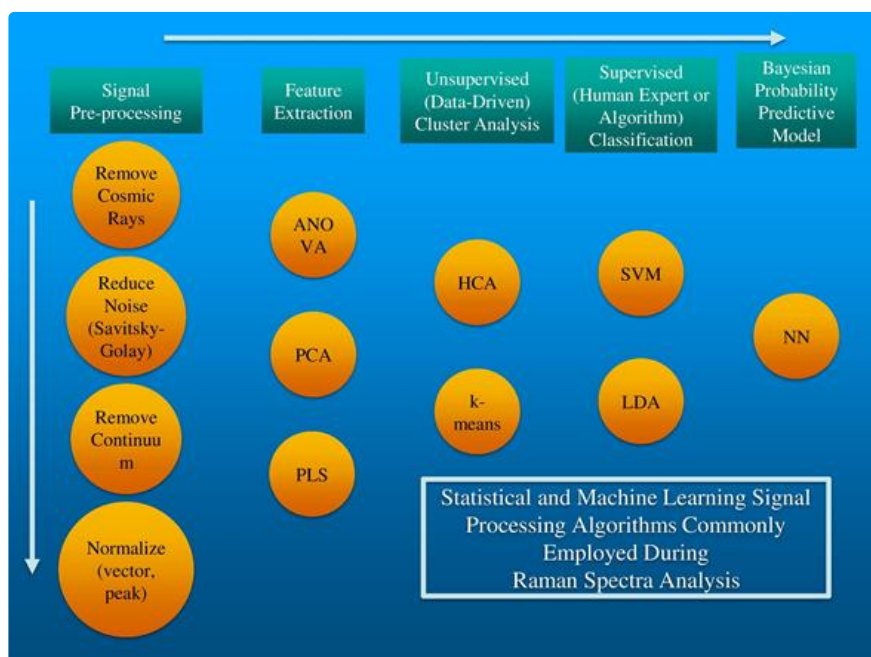 Signal
Pre-processing
Feature
Extraction
Unsupervised
(Data-Driven)
Cluster Analysis
Supervised
(Human Expert or
Algorithm)
Classification
Bayesian
Probability
Predictive
Model
Remove
Cosmic
Rays
Reduce
Noise
(Savitsky-
Golay)
Remove
Continuu
m
Normalize
(vector,
peak)
ANO
VA
PCA
PLS
HCA
k-
means
SVM
LDA
NN
Statistical and Machine Learning Signal
Processing Algorithms Commonly
Employed During
Raman Spectra Analysis